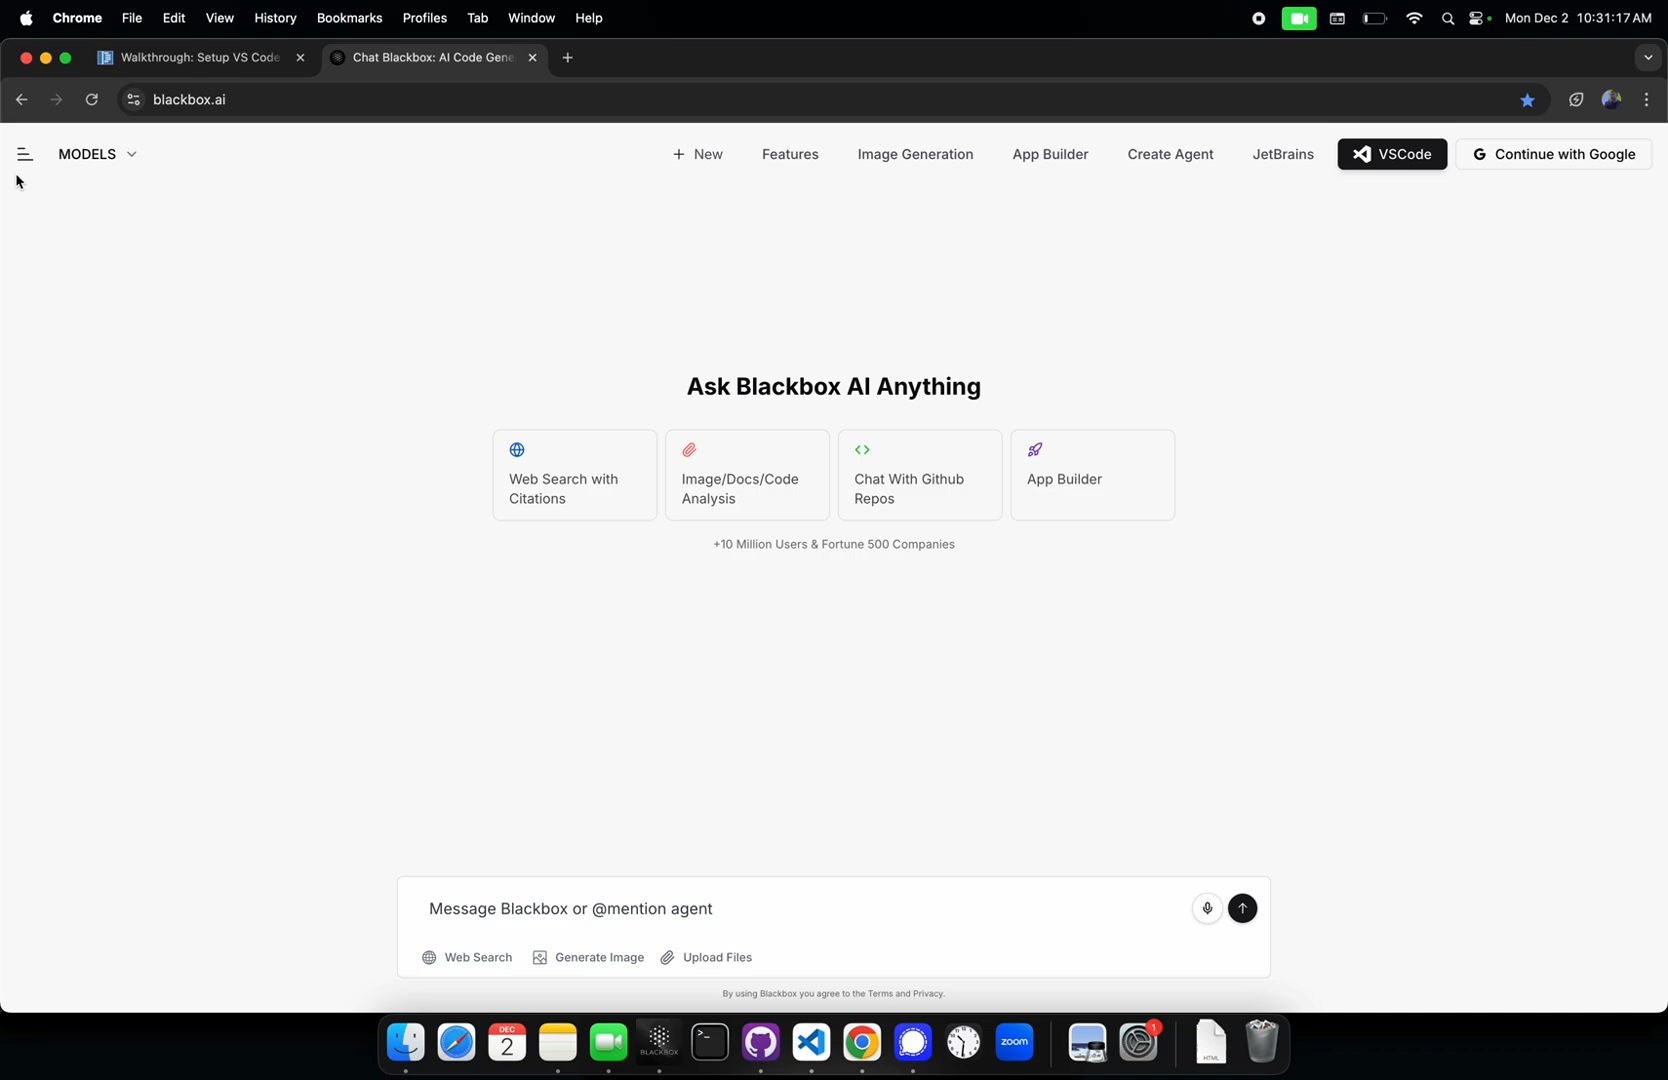 Chrome File Edit View History Bookmarks Profiles Tab Window Help Mon Dec 2 10:31:17 AM
Walkthrough: Setup VS Code Chat Blackbox: AI Code Gene
blackbox.ai
MODELS + New Features Image Generation App Builder Create Agent JetBrains VSCode G Continue with Google
Ask Blackbox AI Anything
Web Search with
Citations
Image/Docs/Code
Analysis
Chat With Github
Repos
App Builder
+10 Million Users & Fortune 500 Companies
Message Blackbox or @mention agent
Web Search Generate Image Upload Files
By using Blackbox you agree to the Terms and Privacy.
DEC
2
BLACKBOX
zoom
1
HTML